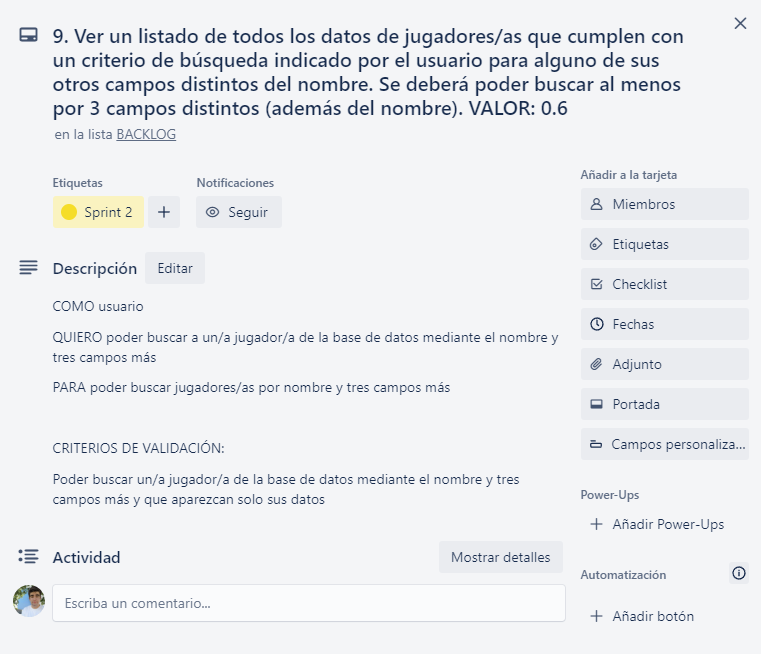 9. Ver un listado de todos los datos de jugadores/as que cumplen con
un criterio de búsqueda indicado por el usuario para alguno de sus
otros campos distintos del nombre. Se deberá poder buscar al menos
por 3 campos distintos (además del nombre). VALOR: 0.6
en la lista BACKLOG
Etiquetas
Sprint 2
Notificaciones
Seguir
Descripción
Editar
COMO usuario
QUIERO poder buscar a un/a jugador/a de la base de datos mediante el nombre y
tres campos más
PARA poder buscar jugadores/as por nombre y tres campos más
CRITERIOS DE VALIDACIÓN:
Poder buscar un/a jugador/a de la base de datos mediante el nombre y tres
campos más y que aparezcan solo sus datos
Actividad
Mostrar detalles
Escriba un comentario...
Añadir a la tarjeta
Miembros
Etiquetas
Checklist
Fechas
Adjunto
Portada
Campos personaliza...
Power-Ups
Añadir Power-Ups
Automatización
Añadir botón